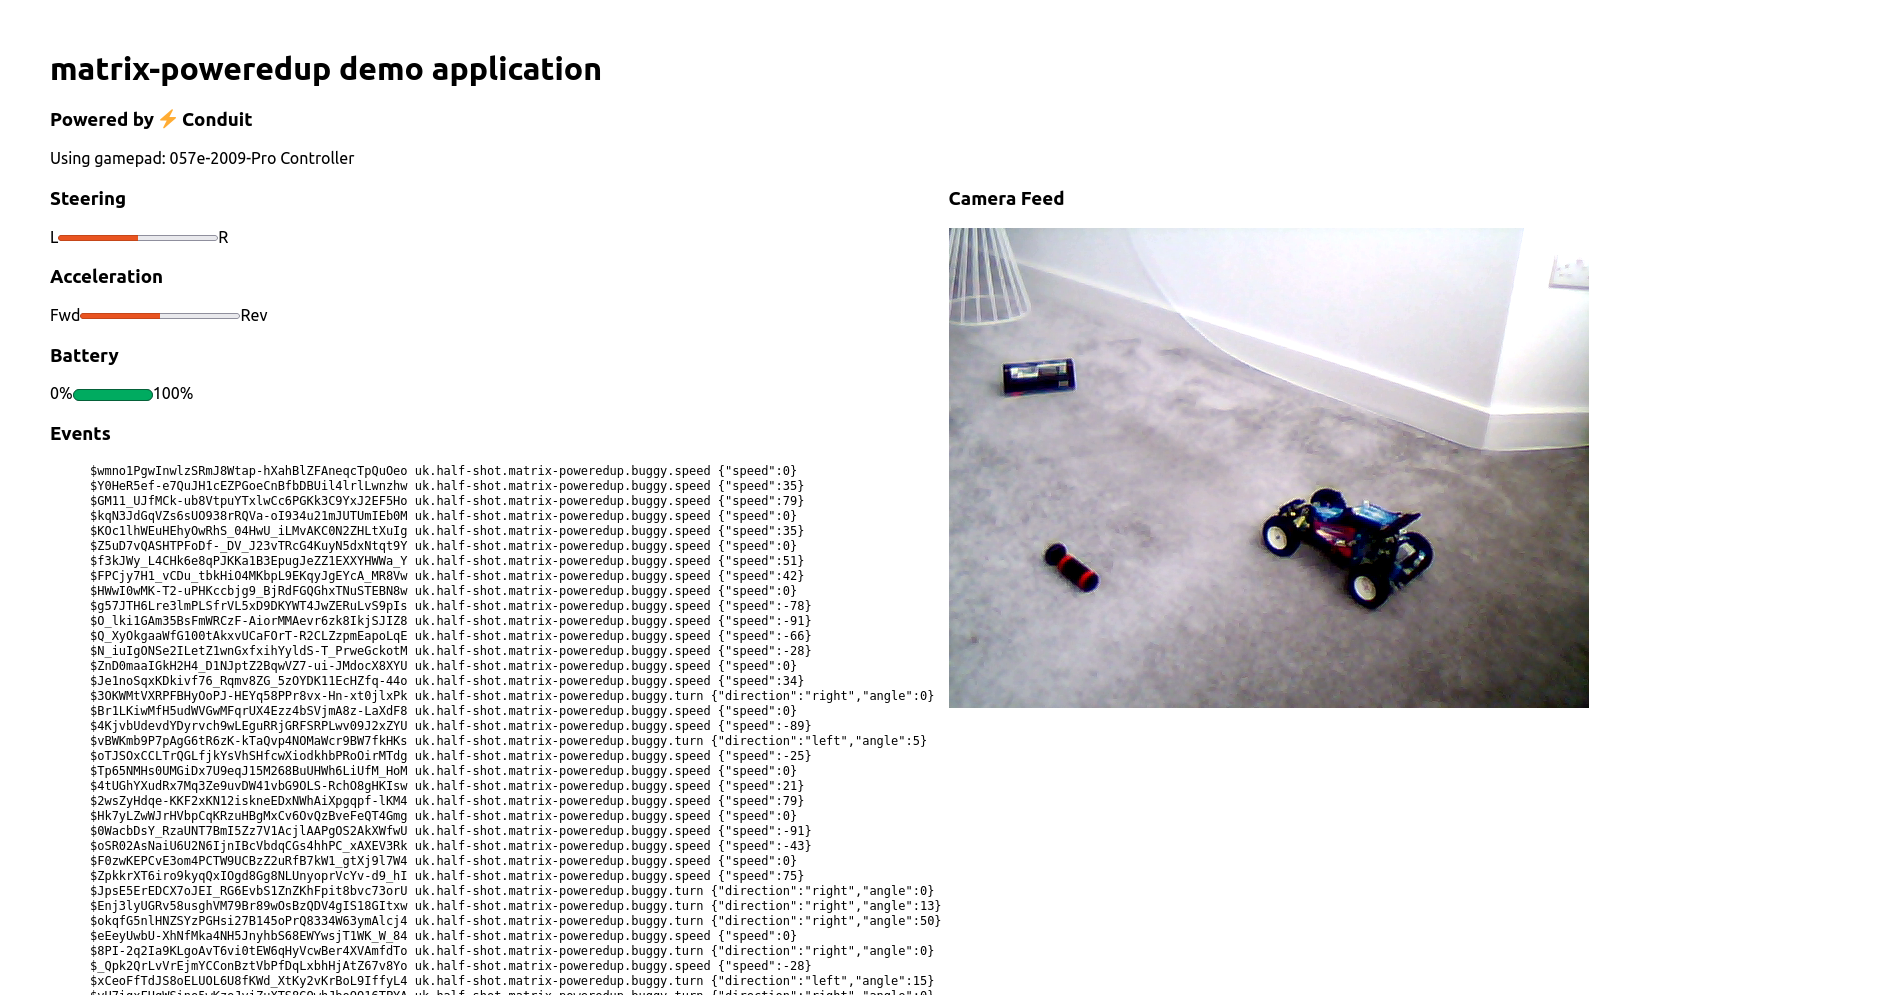 matrix-poweredup demo application
Powered by ⚡ Conduit
Using gamepad: 057e-2009-Pro Controller
Steering
L R
Acceleration
Fwd Rev
Battery
0% 100%
Events
$wmno1PgwInwlzSRmJ8Wtap-hXahBlZFAneqcTpQuOeo uk.half-shot.matrix-poweredup.buggy.speed {"speed":0}
$Y0HeR5ef-e7QuJH1cEZPGoeCnBfbDBUil4lrlLwnzhw uk.half-shot.matrix-poweredup.buggy.speed {"speed":35}
$GM11_UJfMCk-ub8VtpuYTxlwCc6PGKk3C9YxJ2EF5Ho uk.half-shot.matrix-poweredup.buggy.speed {"speed":79}
$kqN3JdGqVZs6sUO938rRQVa-oI934u21mJUTUmIEb0M uk.half-shot.matrix-poweredup.buggy.speed {"speed":0}
$KOc1lhWEuHEhyOwRhS_04HwU_iLMvAKC0N2ZHLtXuIg uk.half-shot.matrix-poweredup.buggy.speed {"speed":35}
$Z5uD7vQASHTPFoDf-_DV_J23vTRcG4KuyN5dxNtqt9Y uk.half-shot.matrix-poweredup.buggy.speed {"speed":0}
$f3kJWy_L4CHk6e8qPJKKa1B3EpugJeZZ1EXXYHWWa_Y uk.half-shot.matrix-poweredup.buggy.speed {"speed":51}
$FPCjy7H1_vCDu_tbkHiO4MKbpL9EKqyJgEYcA_MR8Vw uk.half-shot.matrix-poweredup.buggy.speed {"speed":42}
$HWwI0wMK-T2-uPHKccbjg9_BjRdFGQGhxTNuSTEBN8w uk.half-shot.matrix-poweredup.buggy.speed {"speed":0}
$g57JTH6Lre3lmPLSfrVL5xD9DKYWT4JwZERuLvS9pIs uk.half-shot.matrix-poweredup.buggy.speed {"speed":-78}
$O_lki1GAm35BsFmWRCzF-AiorMMAevr6zk8IkjSJIZ8 uk.half-shot.matrix-poweredup.buggy.speed {"speed":-91}
$Q_XyOkgaaWfG100tAkxvUCaFOrT-R2CLZzpmEapoLqE uk.half-shot.matrix-poweredup.buggy.speed {"speed":-66}
$N_iuIgONSe2ILetZ1wnGxfxihYyldS-T_PrweGckotM uk.half-shot.matrix-poweredup.buggy.speed {"speed":-28}
$ZnD0maaIGkH2H4_D1NJptZ2BqwVZ7-ui-JMdocX8XYU uk.half-shot.matrix-poweredup.buggy.speed {"speed":0}
$Je1noSqxKDkivf76_Rqmv8ZG_5zOYDK11EcHZfq-44o uk.half-shot.matrix-poweredup.buggy.speed {"speed":34}
$3OKWMtVXRPFBHyOoPJ-HEYq58PPr8vx-Hn-xt0jlxPk uk.half-shot.matrix-poweredup.buggy.turn {"direction":"right","angle":0}
$Br1LKiwMfH5udWVGwMFqrUX4Ezz4bSVjmA8z-LaXdF8 uk.half-shot.matrix-poweredup.buggy.speed {"speed":0}
$4KjvbUdevdYDyrvch9wLEguRRjGRFSRPLwv09J2xZYU uk.half-shot.matrix-poweredup.buggy.speed {"speed":-89}
$vBWKmb9P7pAgG6tR6zK-kTaQvp4NOMaWcr9BW7fkHKs uk.half-shot.matrix-poweredup.buggy.turn {"direction":"left","angle":5}
$oTJSOxCCLTrQGLfjkYsVhSHfcwXiodkhbPRoOirMTdg uk.half-shot.matrix-poweredup.buggy.speed {"speed":-25}
$Tp65NMHs0UMGiDx7U9eqJ15M268BuUHWh6LiUfM_HoM uk.half-shot.matrix-poweredup.buggy.speed {"speed":0}
$4tUGhYXudRx7Mq3Ze9uvDW41vbG9OLS-RchO8gHKIsw uk.half-shot.matrix-poweredup.buggy.speed {"speed":21}
$2wsZyHdqe-KKF2xKN12iskneEDxNWhAiXpgqpf-lKM4 uk.half-shot.matrix-poweredup.buggy.speed {"speed":79}
$Hk7yLZwWJrHVbpCqKRzuHBgMxCv6OvQzBveFeQT4Gmg uk.half-shot.matrix-poweredup.buggy.speed {"speed":0}
$0WacbDsY_RzaUNT7BmI5Zz7V1AcjlAAPgOS2AkXWfwU uk.half-shot.matrix-poweredup.buggy.speed {"speed":-91}
$oSR02AsNaiU6U2N6IjnIBcVbdqCGs4hhPC_xAXEV3Rk uk.half-shot.matrix-poweredup.buggy.speed {"speed":-43}
$F0zwKEPCvE3om4PCTW9UCBzZ2uRfB7kW1_gtXj9l7W4 uk.half-shot.matrix-poweredup.buggy.speed {"speed":0}
$ZpkkrXT6iro9kyqQxIOgd8Gg8NLUnyoprVcYv-d9_hI uk.half-shot.matrix-poweredup.buggy.speed {"speed":75}
$JpsE5ErEDCX7oJEI_RG6EvbS1ZnZKhFpit8bvc73orU uk.half-shot.matrix-poweredup.buggy.turn {"direction":"right","angle":0}
$Enj3lyUGRv58usghVM79Br89wOsBzQDV4gIS18GItxw uk.half-shot.matrix-poweredup.buggy.turn {"direction":"right","angle":13}
$okqfG5nlHNZSYzPGHsi27B145oPrQ8334W63ymAlcj4 uk.half-shot.matrix-poweredup.buggy.turn {"direction":"right","angle":50}
$eEeyUwbU-XhNfMka4NH5JnyhbS68EWYwsjT1WK_W_84 uk.half-shot.matrix-poweredup.buggy.speed {"speed":0}
$8PI-2q2Ia9KLgoAvT6vi0tEW6qHyVcwBer4XVAmfdTo uk.half-shot.matrix-poweredup.buggy.turn {"direction":"right","angle":0}
$_Qpk2QrLvVrEjmYCConBztVbPfDqLxbhHjAtZ67v8Yo uk.half-shot.matrix-poweredup.buggy.speed {"speed":-28}
$xCeoFfTdJS8oELUOL6U8fKWd_XtKy2vKrBoL9IffyL4 uk.half-shot.matrix-poweredup.buggy.turn {"direction":"left","angle":15}
Camera Feed